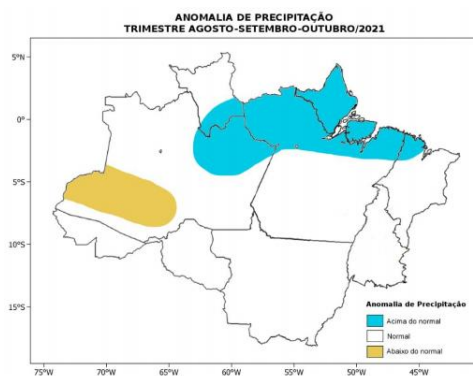 ANOMALIA DE PRECIPITAÇÃO
TRIMESTRE AGOSTO-SETEMBRO-OUTUBRO/2021
5°N
0°
5°S
10°S
15°S
75°W
70°W
65°W
60°W
55°W
50°W
45°W
Anomalia de Precipitação
Acima do normal
Normal
Abaixo do normal